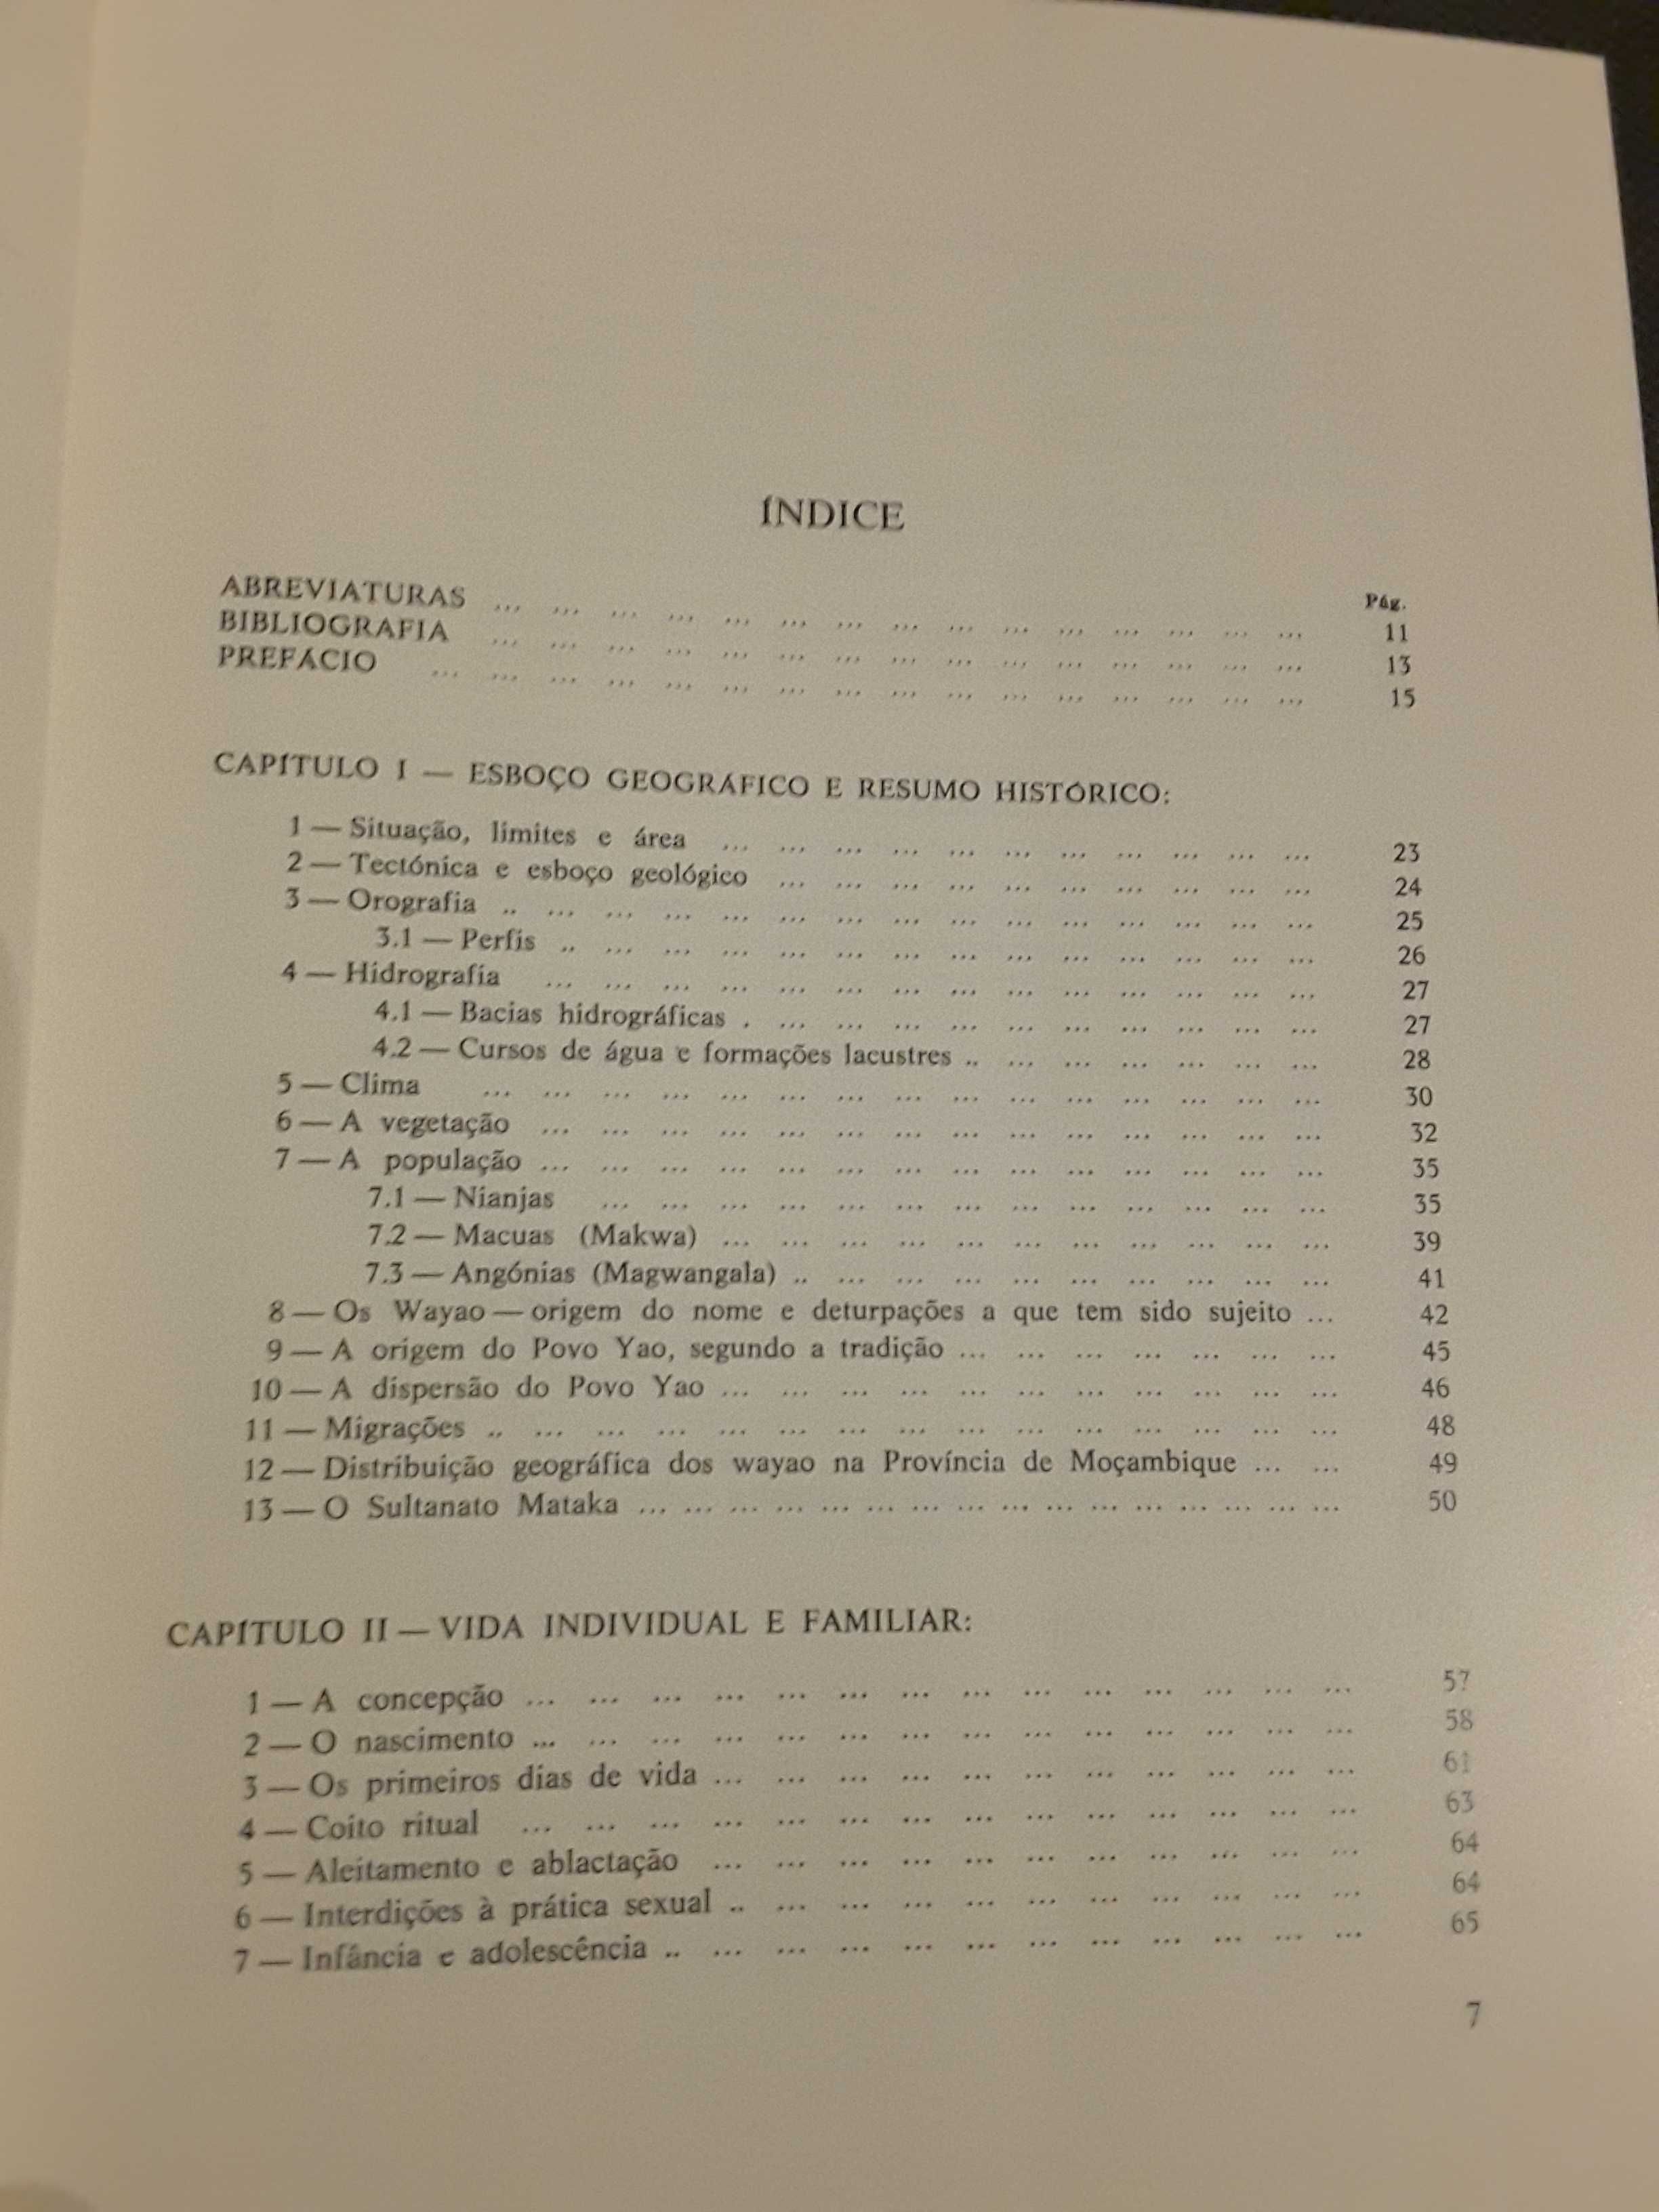 ÍNDICE
Pág.
ABREVIATURAS ... ... ... ... ... ... ... ... ... ... ... ... ... ... ... 11
BIBLIOGRAFIA ... ... ... ... ... ... ... ... ... ... ... ... ... ... ... 13
PREFÁCIO ... ... ... ... ... ... ... ... ... ... ... ... ... ... ... ... 15
CAPÍTULO I — ESBOÇO GEOGRÁFICO E RESUMO HISTÓRICO:
1 — Situação, limites e área ... ... ... ... ... ... ... ... ... ... ... 23
2 — Tectónica e esboço geológico ... ... ... ... ... ... ... ... ... ... 24
3 — Orografia .. ... ... ... ... ... ... ... ... ... ... ... ... ... ... 25
3.1 — Perfis .. ... ... ... ... ... ... ... ... ... ... ... ... ... 26
4 — Hidrografia ... ... ... ... ... ... ... ... ... ... ... ... ... ... 27
4.1 — Bacias hidrográficas . ... ... ... ... ... ... ... ... ... ... 27
4.2 — Cursos de água e formações lacustres .. ... ... ... ... ... ... 28
5 — Clima ... ... ... ... ... ... ... ... ... ... ... ... ... ... ... 30
6 — A vegetação ... ... ... ... ... ... ... ... ... ... ... ... ... ... 32
7 — A população ... ... ... ... ... ... ... ... ... ... ... ... ... ... 35
7.1 — Nianjas ... ... ... ... ... ... ... ... ... ... ... ... ... 35
7.2 — Macuas (Makwa) ... ... ... ... ... ... ... ... ... ... ... 39
7.3 — Angónias (Magwangala) .. ... ... ... ... ... ... ... ... ... 41
8 — Os Wayao — origem do nome e deturpações a que tem sido sujeito ... 42
9 — A origem do Povo Yao, segundo a tradição ... ... ... ... ... ... ... 45
10 — A dispersão do Povo Yao ... ... ... ... ... ... ... ... ... ... ... 46
11 — Migrações .. ... ... ... ... ... ... ... ... ... ... ... ... ... ... 48
12 — Distribuição geográfica dos wayao na Província de Moçambique ... ... 49
13 — O Sultanato Mataka ... ... ... ... ... ... ... ... ... ... ... ... ... ... ... ... 50
CAPÍTULO II — VIDA INDIVIDUAL E FAMILIAR:
1 — A concepção ... ... ... ... ... ... ... ... ... ... ... ... ... ... 57
2 — O nascimento ... ... ... ... ... ... ... ... ... ... ... ... ... ... 58
3 — Os primeiros dias de vida ... ... ... ... ... ... ... ... ... ... ... 61
4 — Coito ritual ... ... ... ... ... ... ... ... ... ... ... ... ... ... 63
5 — Aleitamento e ablactação ... ... ... ... ... ... ... ... ... ... ... 64
6 — Interdições à prática sexual .. ... ... ... ... ... ... ... ... ... ... 64
7 — Infância e adolescência .. ... ... ... ... ... ... ... ... ... ... ... 65
7